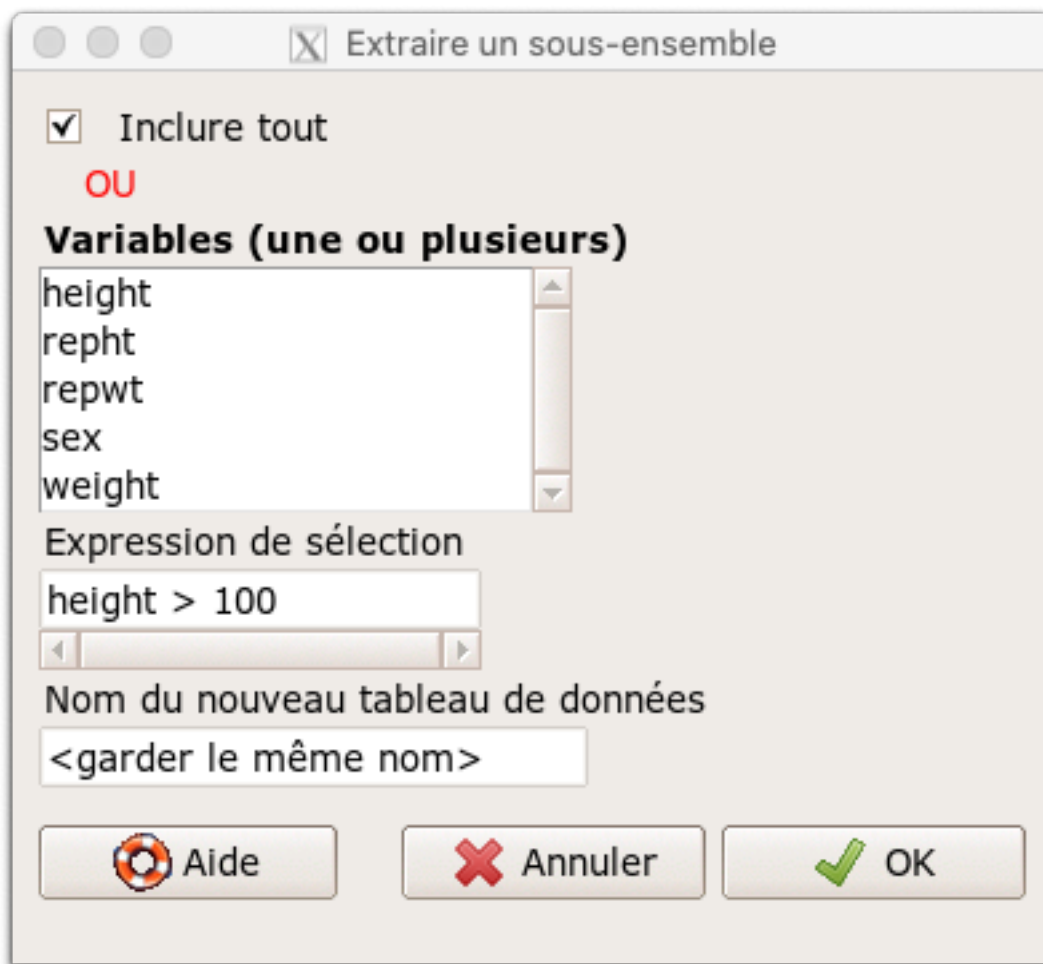 Extraire un sous-ensemble
Inclure tout
OU
Variables (une ou plusieurs)
height
repht
repwt
sex
weight
Expression de sélection
height > 100
Nom du nouveau tableau de données
<garder le même nom>
Aide
Annuler
OK